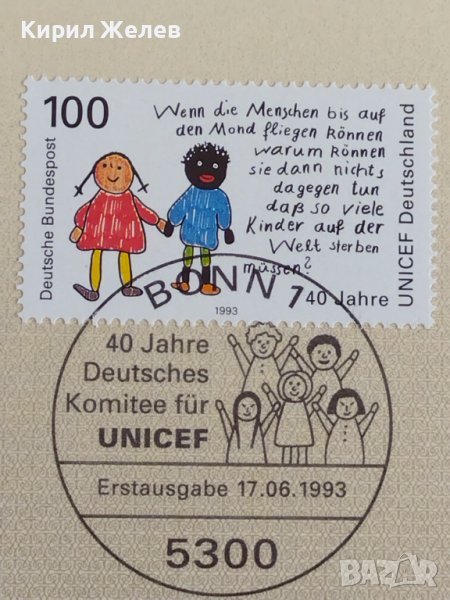 Кирил Желев
100
Deutsche Bundespost
Wenn die Menschen bis auf
den Mond fliegen können
warum können
sie dann nichts
dagegen tun
daß so viele
Kinder auf der
Welt sterben
müssen?
40 Jahre
UNICEF Deutschland
1993
BONN 1
40 Jahre
Deutsches
Komitee für
UNICEF
Erstausgabe 17.06.1993
5300
BAZAR